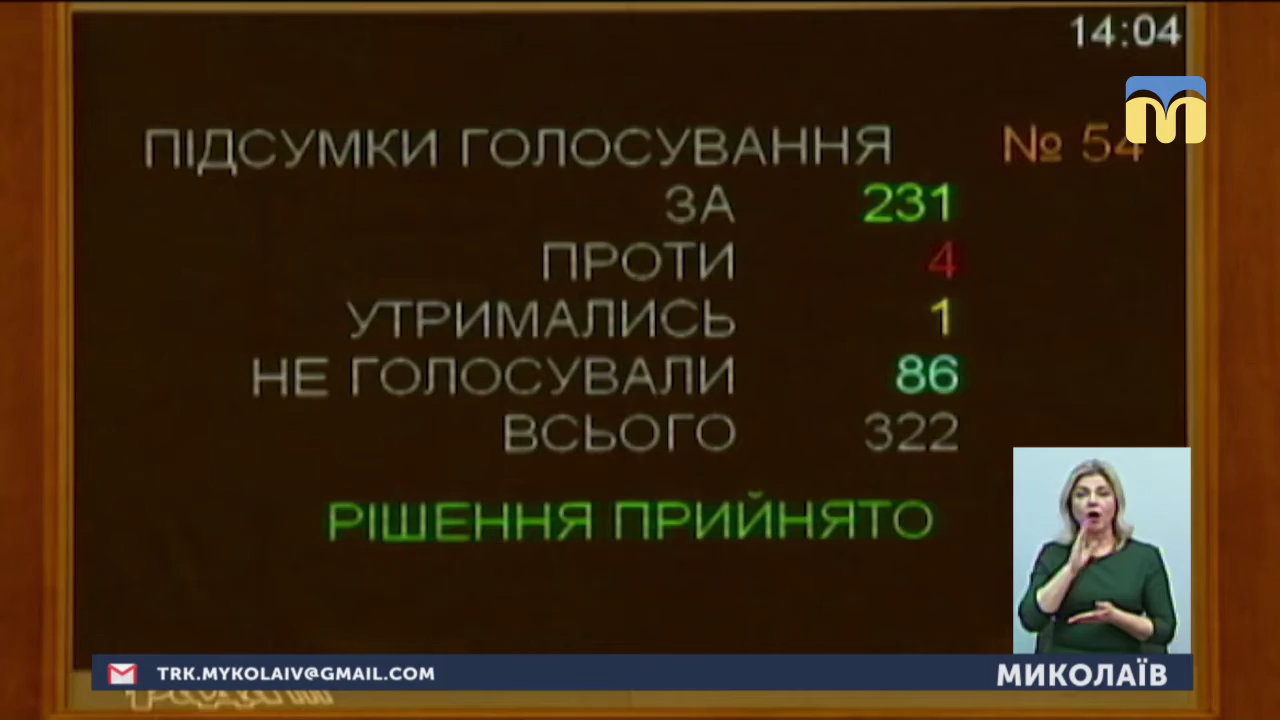 14:04
ПІДСУМКИ ГОЛОСУВАННЯ № 54
ЗА 231
ПРОТИ 4
УТРИМАЛИСЬ 1
НЕ ГОЛОСУВАЛИ 86
ВСЬОГО 322
РІШЕННЯ ПРИЙНЯТО
TRK.MYKOLAIV@GMAIL.COM
МИКОЛАЇВ